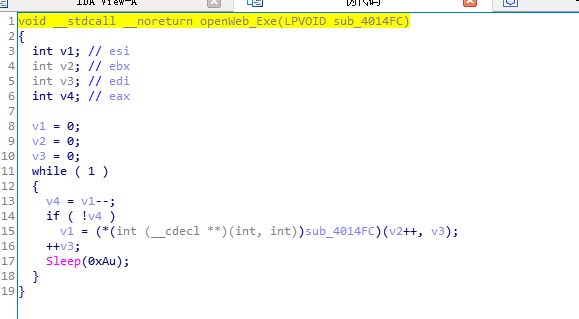 IDA View-A
1 void __stdcall __noreturn openWeb_Exe(LPVOID sub_4014FC)
2 {
3   int v1; // esi
4   int v2; // ebx
5   int v3; // edi
6   int v4; // eax
7
8   v1 = 0;
9   v2 = 0;
10   v3 = 0;
11   while ( 1 )
12   {
13     v4 = v1--;
14     if ( !v4 )
15       v1 = (*(int (__cdecl **)(int, int))sub_4014FC)(v2++, v3);
16     ++v3;
17     Sleep(0xAu);
18   }
19 }